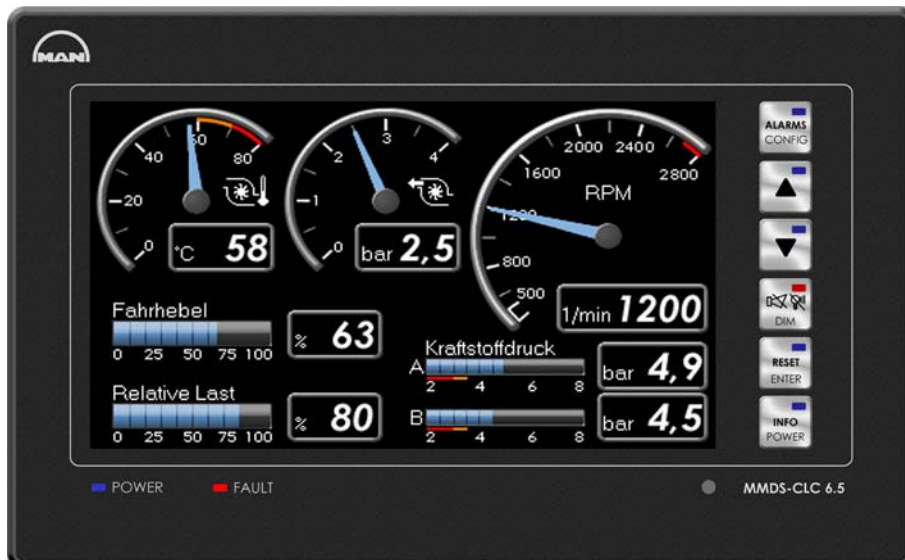 MAN
ALARMS
CONFIG
0
20
40
60
80
°C 58
0
1
2
3
4
bar 2,5
500
800
1200
1600
2000
2400
2800
RPM
1/min 1200
Fahrhebel
0 25 50 75 100
% 63
Relative Last
0 25 50 75 100
% 80
Kraftstoffdruck
A
2 4 6 8
bar 4,9
B
2 4 6 8
bar 4,5
DIM
RESET
ENTER
INFO
POWER
POWER
FAULT
MMDS-CLC 6.5